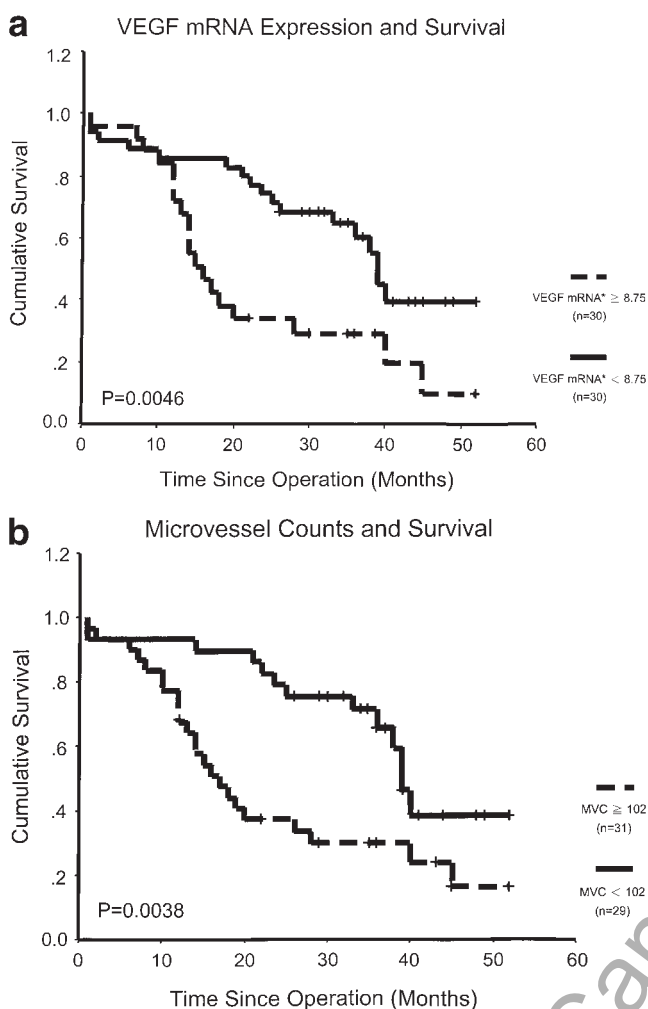 a
VEGF mRNA Expression and Survival
1.2
1.0
.8
.6
.4
.2
0.0
Cumulative Survival
P=0.0046
0 10 20 30 40 50 60
Time Since Operation (Months)
VEGF mRNA* ≧ 8.75
(n=30)
VEGF mRNA* < 8.75
(n=30)
b
Microvessel Counts and Survival
1.2
1.0
.8
.6
.4
.2
0.0
Cumulative Survival
P=0.0038
0 10 20 30 40 50 60
Time Since Operation (Months)
MVC ≧ 102
(n=31)
MVC < 102
(n=29)
Can